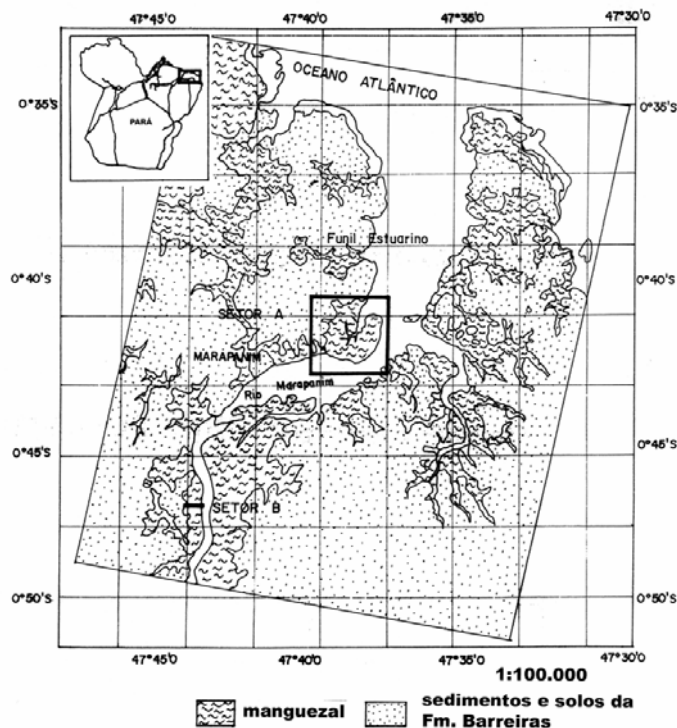 47°45'0 47°40'0 47°35'0 47°30'0
OCEANO ATLÂNTICO
0°35'S 0°35'S
PARÁ
Funil Estuarino
0°40'S 0°40'S
SETOR A
MARAPANIM
Rio Marapanim
0°45'S 0°45'S
SETOR B
0°50'S 0°50'S
47°45'0 47°40'0 47°35'0 47°30'0
1:100.000
manguezal
sedimentos e solos da
Fm. Barreiras